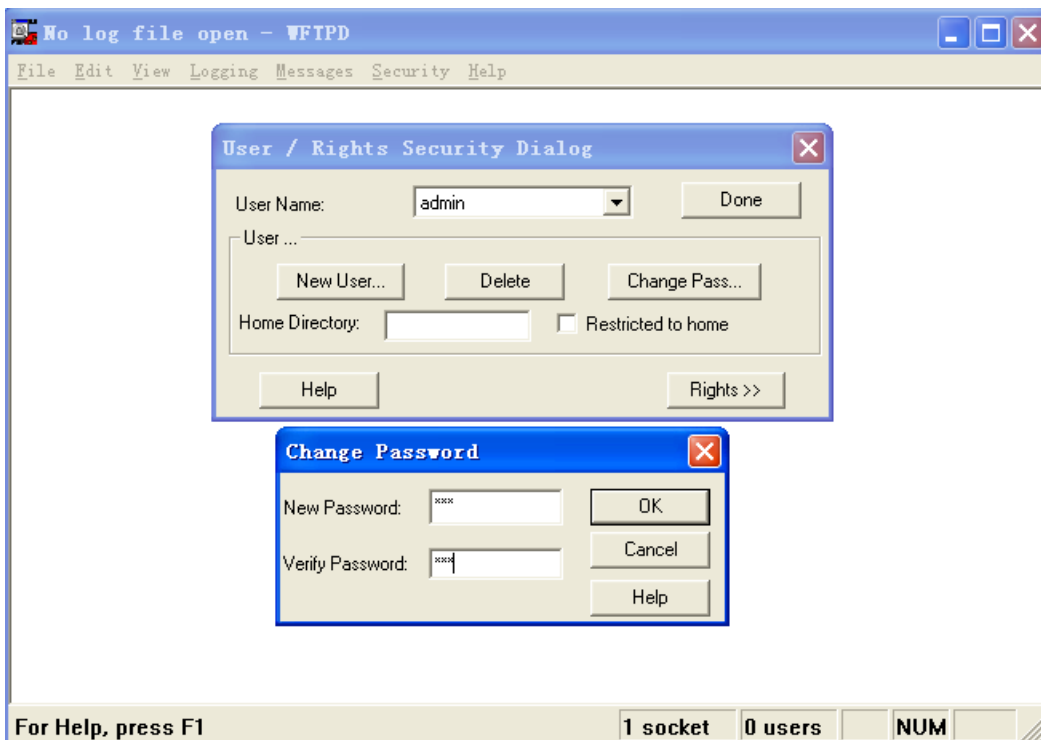 No log file open - WFTPD
File Edit View Logging Messages Security Help
User / Rights Security Dialog
User Name: admin Done
User ...
New User... Delete Change Pass...
Home Directory: Restricted to home
Help Rights >>
Change Password
New Password: *** OK
Cancel
Verify Password: ***
Help
For Help, press F1 1 socket 0 users NUM